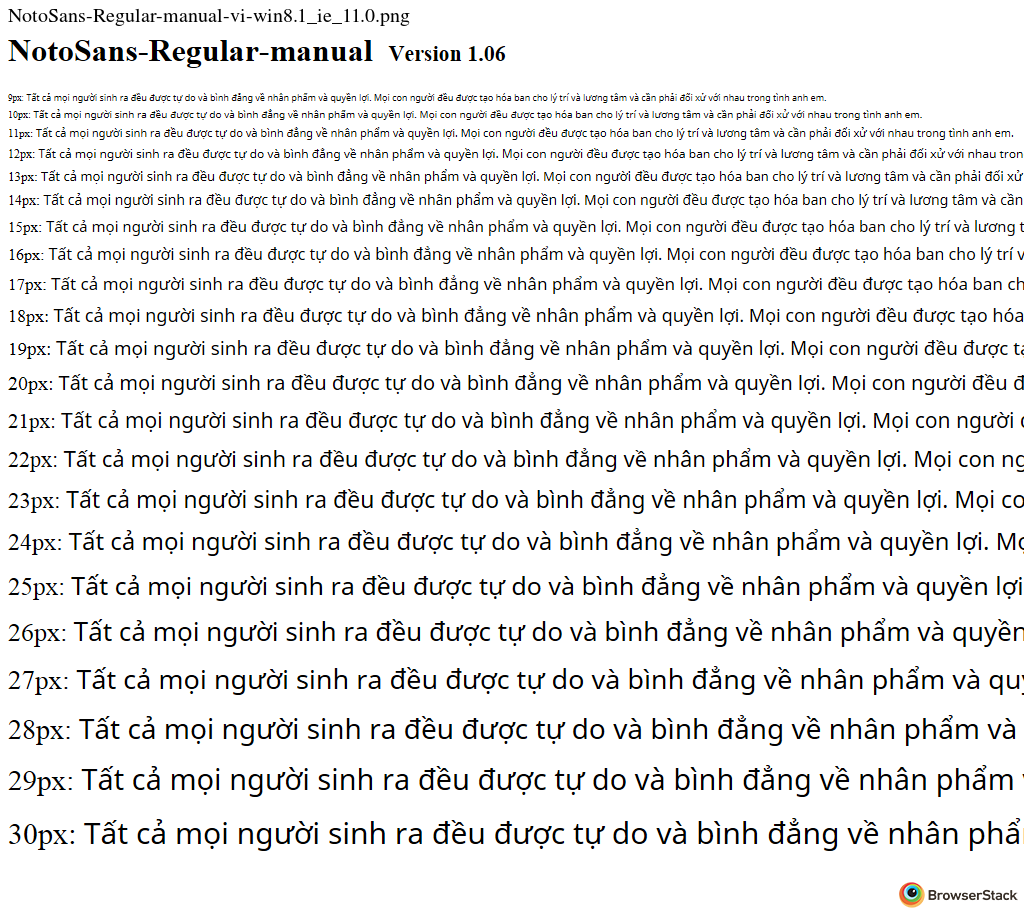 NotoSans-Regular-manual-vi-win8.1_ie_11.0.png
NotoSans-Regular-manual Version 1.06
9px: Tất cả mọi người sinh ra đều được tự do và bình đẳng về nhân phẩm và quyền lợi. Mọi con người đều được tạo hóa ban cho lý trí và lương tâm và cần phải đối xử với nhau trong tình anh em.
10px: Tất cả mọi người sinh ra đều được tự do và bình đẳng về nhân phẩm và quyền lợi. Mọi con người đều được tạo hóa ban cho lý trí và lương tâm và cần phải đối xử với nhau trong tình anh em.
11px: Tất cả mọi người sinh ra đều được tự do và bình đẳng về nhân phẩm và quyền lợi. Mọi con người đều được tạo hóa ban cho lý trí và lương tâm và cần phải đối xử với nhau trong tình anh em.
12px: Tất cả mọi người sinh ra đều được tự do và bình đẳng về nhân phẩm và quyền lợi. Mọi con người đều được tạo hóa ban cho lý trí và lương tâm và cần phải đối xử với nhau tron
13px: Tất cả mọi người sinh ra đều được tự do và bình đẳng về nhân phẩm và quyền lợi. Mọi con người đều được tạo hóa ban cho lý trí và lương tâm và cần phải đối xử
14px: Tất cả mọi người sinh ra đều được tự do và bình đẳng về nhân phẩm và quyền lợi. Mọi con người đều được tạo hóa ban cho lý trí và lương tâm và cần
15px: Tất cả mọi người sinh ra đều được tự do và bình đẳng về nhân phẩm và quyền lợi. Mọi con người đều được tạo hóa ban cho lý trí và lương t
16px: Tất cả mọi người sinh ra đều được tự do và bình đẳng về nhân phẩm và quyền lợi. Mọi con người đều được tạo hóa ban cho lý trí v
17px: Tất cả mọi người sinh ra đều được tự do và bình đẳng về nhân phẩm và quyền lợi. Mọi con người đều được tạo hóa ban ch
18px: Tất cả mọi người sinh ra đều được tự do và bình đẳng về nhân phẩm và quyền lợi. Mọi con người đều được tạo hóa
19px: Tất cả mọi người sinh ra đều được tự do và bình đẳng về nhân phẩm và quyền lợi. Mọi con người đều được tạ
20px: Tất cả mọi người sinh ra đều được tự do và bình đẳng về nhân phẩm và quyền lợi. Mọi con người đều đ
21px: Tất cả mọi người sinh ra đều được tự do và bình đẳng về nhân phẩm và quyền lợi. Mọi con người
22px: Tất cả mọi người sinh ra đều được tự do và bình đẳng về nhân phẩm và quyền lợi. Mọi con ng
23px: Tất cả mọi người sinh ra đều được tự do và bình đẳng về nhân phẩm và quyền lợi. Mọi co
24px: Tất cả mọi người sinh ra đều được tự do và bình đẳng về nhân phẩm và quyền lợi. Mọ
25px: Tất cả mọi người sinh ra đều được tự do và bình đẳng về nhân phẩm và quyền lợi
26px: Tất cả mọi người sinh ra đều được tự do và bình đẳng về nhân phẩm và quyền
27px: Tất cả mọi người sinh ra đều được tự do và bình đẳng về nhân phẩm và quy
28px: Tất cả mọi người sinh ra đều được tự do và bình đẳng về nhân phẩm và
29px: Tất cả mọi người sinh ra đều được tự do và bình đẳng về nhân phẩm
30px: Tất cả mọi người sinh ra đều được tự do và bình đẳng về nhân phẩ
BrowserStack